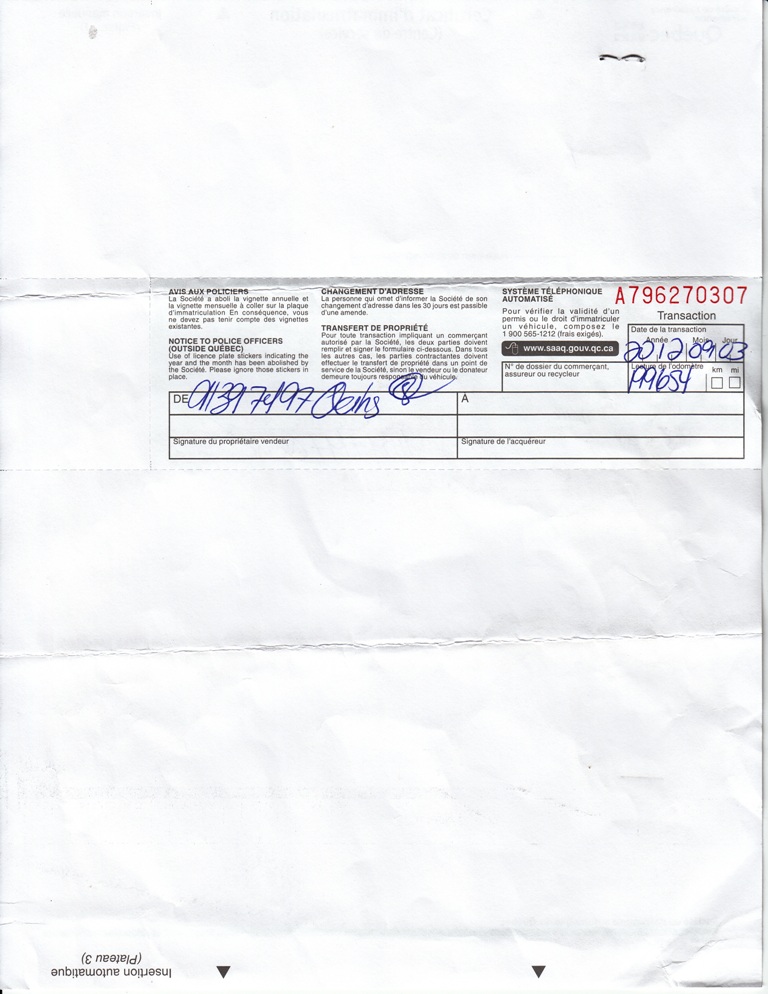 AVIS AUX POLICIERS
La Société a aboli la vignette annuelle et
la vignette mensuelle à coller sur la plaque
d'immatriculation En conséquence, vous
ne devez pas tenir compte des vignettes
existantes.
NOTICE TO POLICE OFFICERS
(OUTSIDE QUÉBEC)
Use of licence plate stickers indicating the
year and the month has been abolished by
the Société. Please ignore those stickers in
place.
CHANGEMENT D'ADRESSE
La personne qui omet d'informer la Société de son
changement d'adresse dans les 30 jours est passible
d'une amende.
TRANSFERT DE PROPRIÉTÉ
Pour toute transaction impliquant un commerçant
autorisé par la Société, les deux parties doivent
remplir et signer le formulaire ci-dessous. Dans tous
les autres cas, les parties contractantes doivent
effectuer le transfert de propriété dans un point de
service de la Société, sinon le vendeur ou le donateur
demeure toujours du véhicule.
SYSTÈME TÉLÉPHONIQUE
AUTOMATISÉ
Pour vérifier la validité d'un
permis ou le droit d'immatriculer
un véhicule, composez le
1 900 565-1212 (frais exigés).
www.saaq.gouv.qc.ca
N° de dossier du commerçant,
assureur ou recycleur
A796270307
Transaction
Date de la transaction
Année Mois Jour
2012 09 03
Lecture de l'odomètre km mi
199654
DE 9139 7497
À
Signature du propriétaire vendeur
Signature de l'acquéreur
Insertion automatique
(Plateau 3)